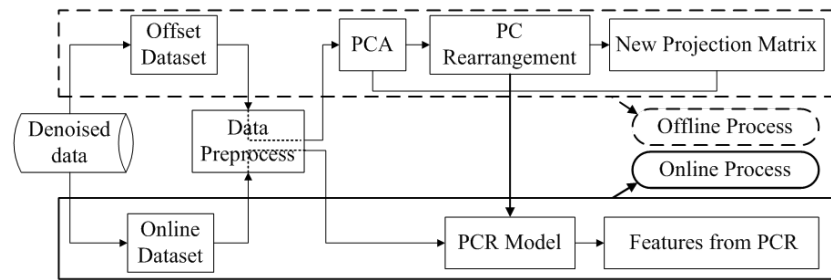 Offset
Dataset
PCA
PC
Rearrangement
New Projection Matrix
Denoised
data
Data
Preprocess
Offline Process
Online Process
Online
Dataset
PCR Model
Features from PCR